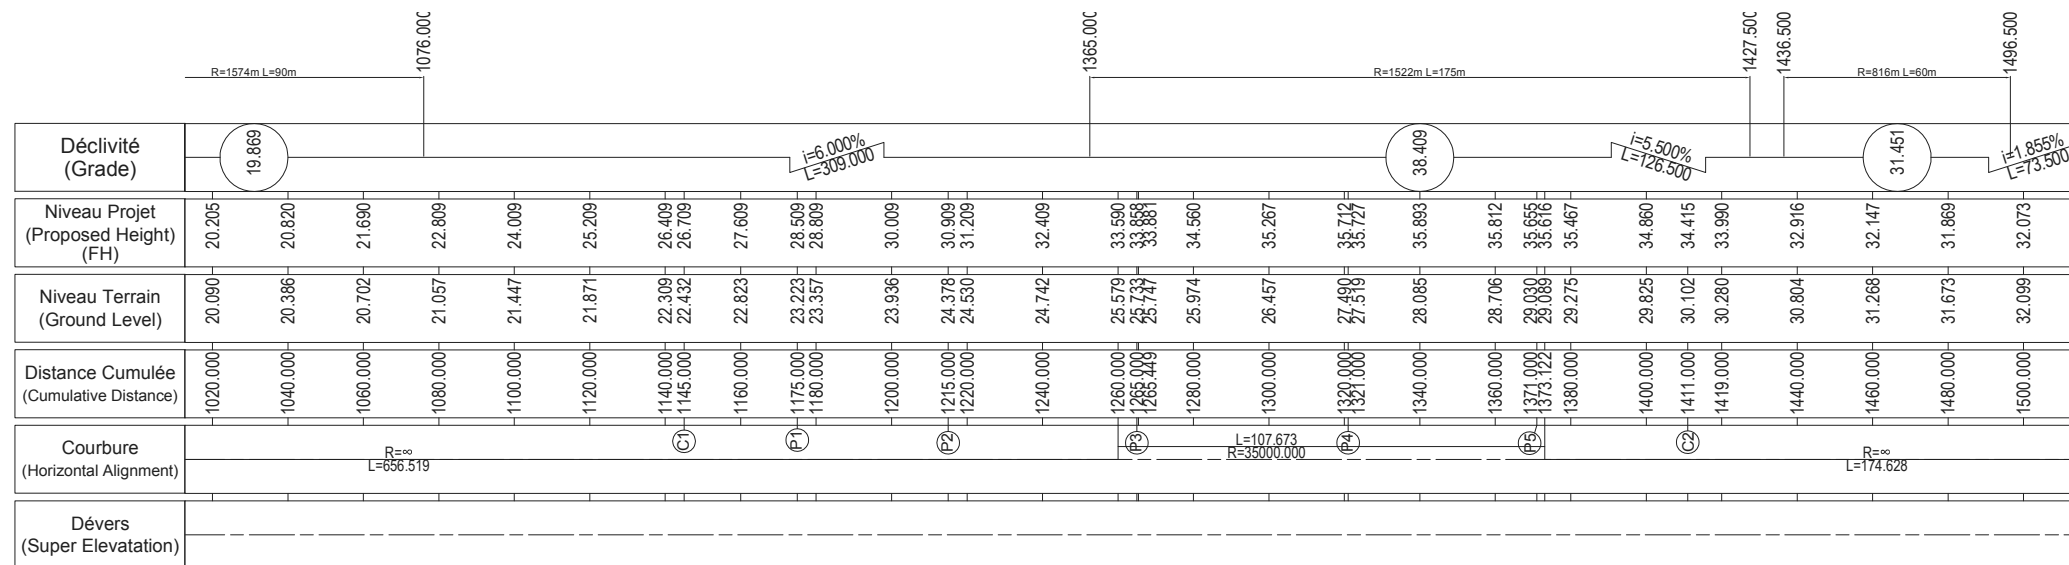 1076.000
1365.000
1427.500
1436.500
1496.500
R=1574m L=90m
R=1522m L=175m
R=816m L=60m
Déclivité
(Grade)
19.869
i=6.000%
L=309.000
38.409
i=5.500%
L=126.500
31.451
i=1.855%
L=73.500
Niveau Projet
(Proposed Height)
(FH)
20.205 20.820 21.690 22.809 24.009 25.209 26.409 26.709 27.609 28.509 28.809 30.009 30.909 31.209 32.409 33.590 33.858 33.881 34.560 35.267 35.712 35.727 35.893 35.812 35.655 35.616 35.467 34.860 34.415 33.990 32.916 32.147 31.869 32.073
Niveau Terrain
(Ground Level)
20.090 20.386 20.702 21.057 21.447 21.871 22.309 22.432 22.823 23.223 23.357 23.936 24.378 24.530 24.742 25.579 25.733 25.747 25.974 26.457 27.490 27.519 28.085 28.706 29.030 29.089 29.275 29.825 30.102 30.280 30.804 31.268 31.673 32.099
Distance Cumulée
(Cumulative Distance)
1020.000 1040.000 1060.000 1080.000 1100.000 1120.000 1140.000 1145.000 1160.000 1175.000 1180.000 1200.000 1215.000 1220.000 1240.000 1260.000 1265.000 1265.449 1280.000 1300.000 1320.000 1321.000 1340.000 1360.000 1371.000 1373.122 1380.000 1400.000 1411.000 1419.000 1440.000 1460.000 1480.000 1500.000
Courbure
(Horizontal Alignment)
R=∞
L=656.519
C1
P1
P2
P3
L=107.673
R=35000.000
P4
P5
C2
R=∞
L=174.628
Dévers
(Super Elevatation)